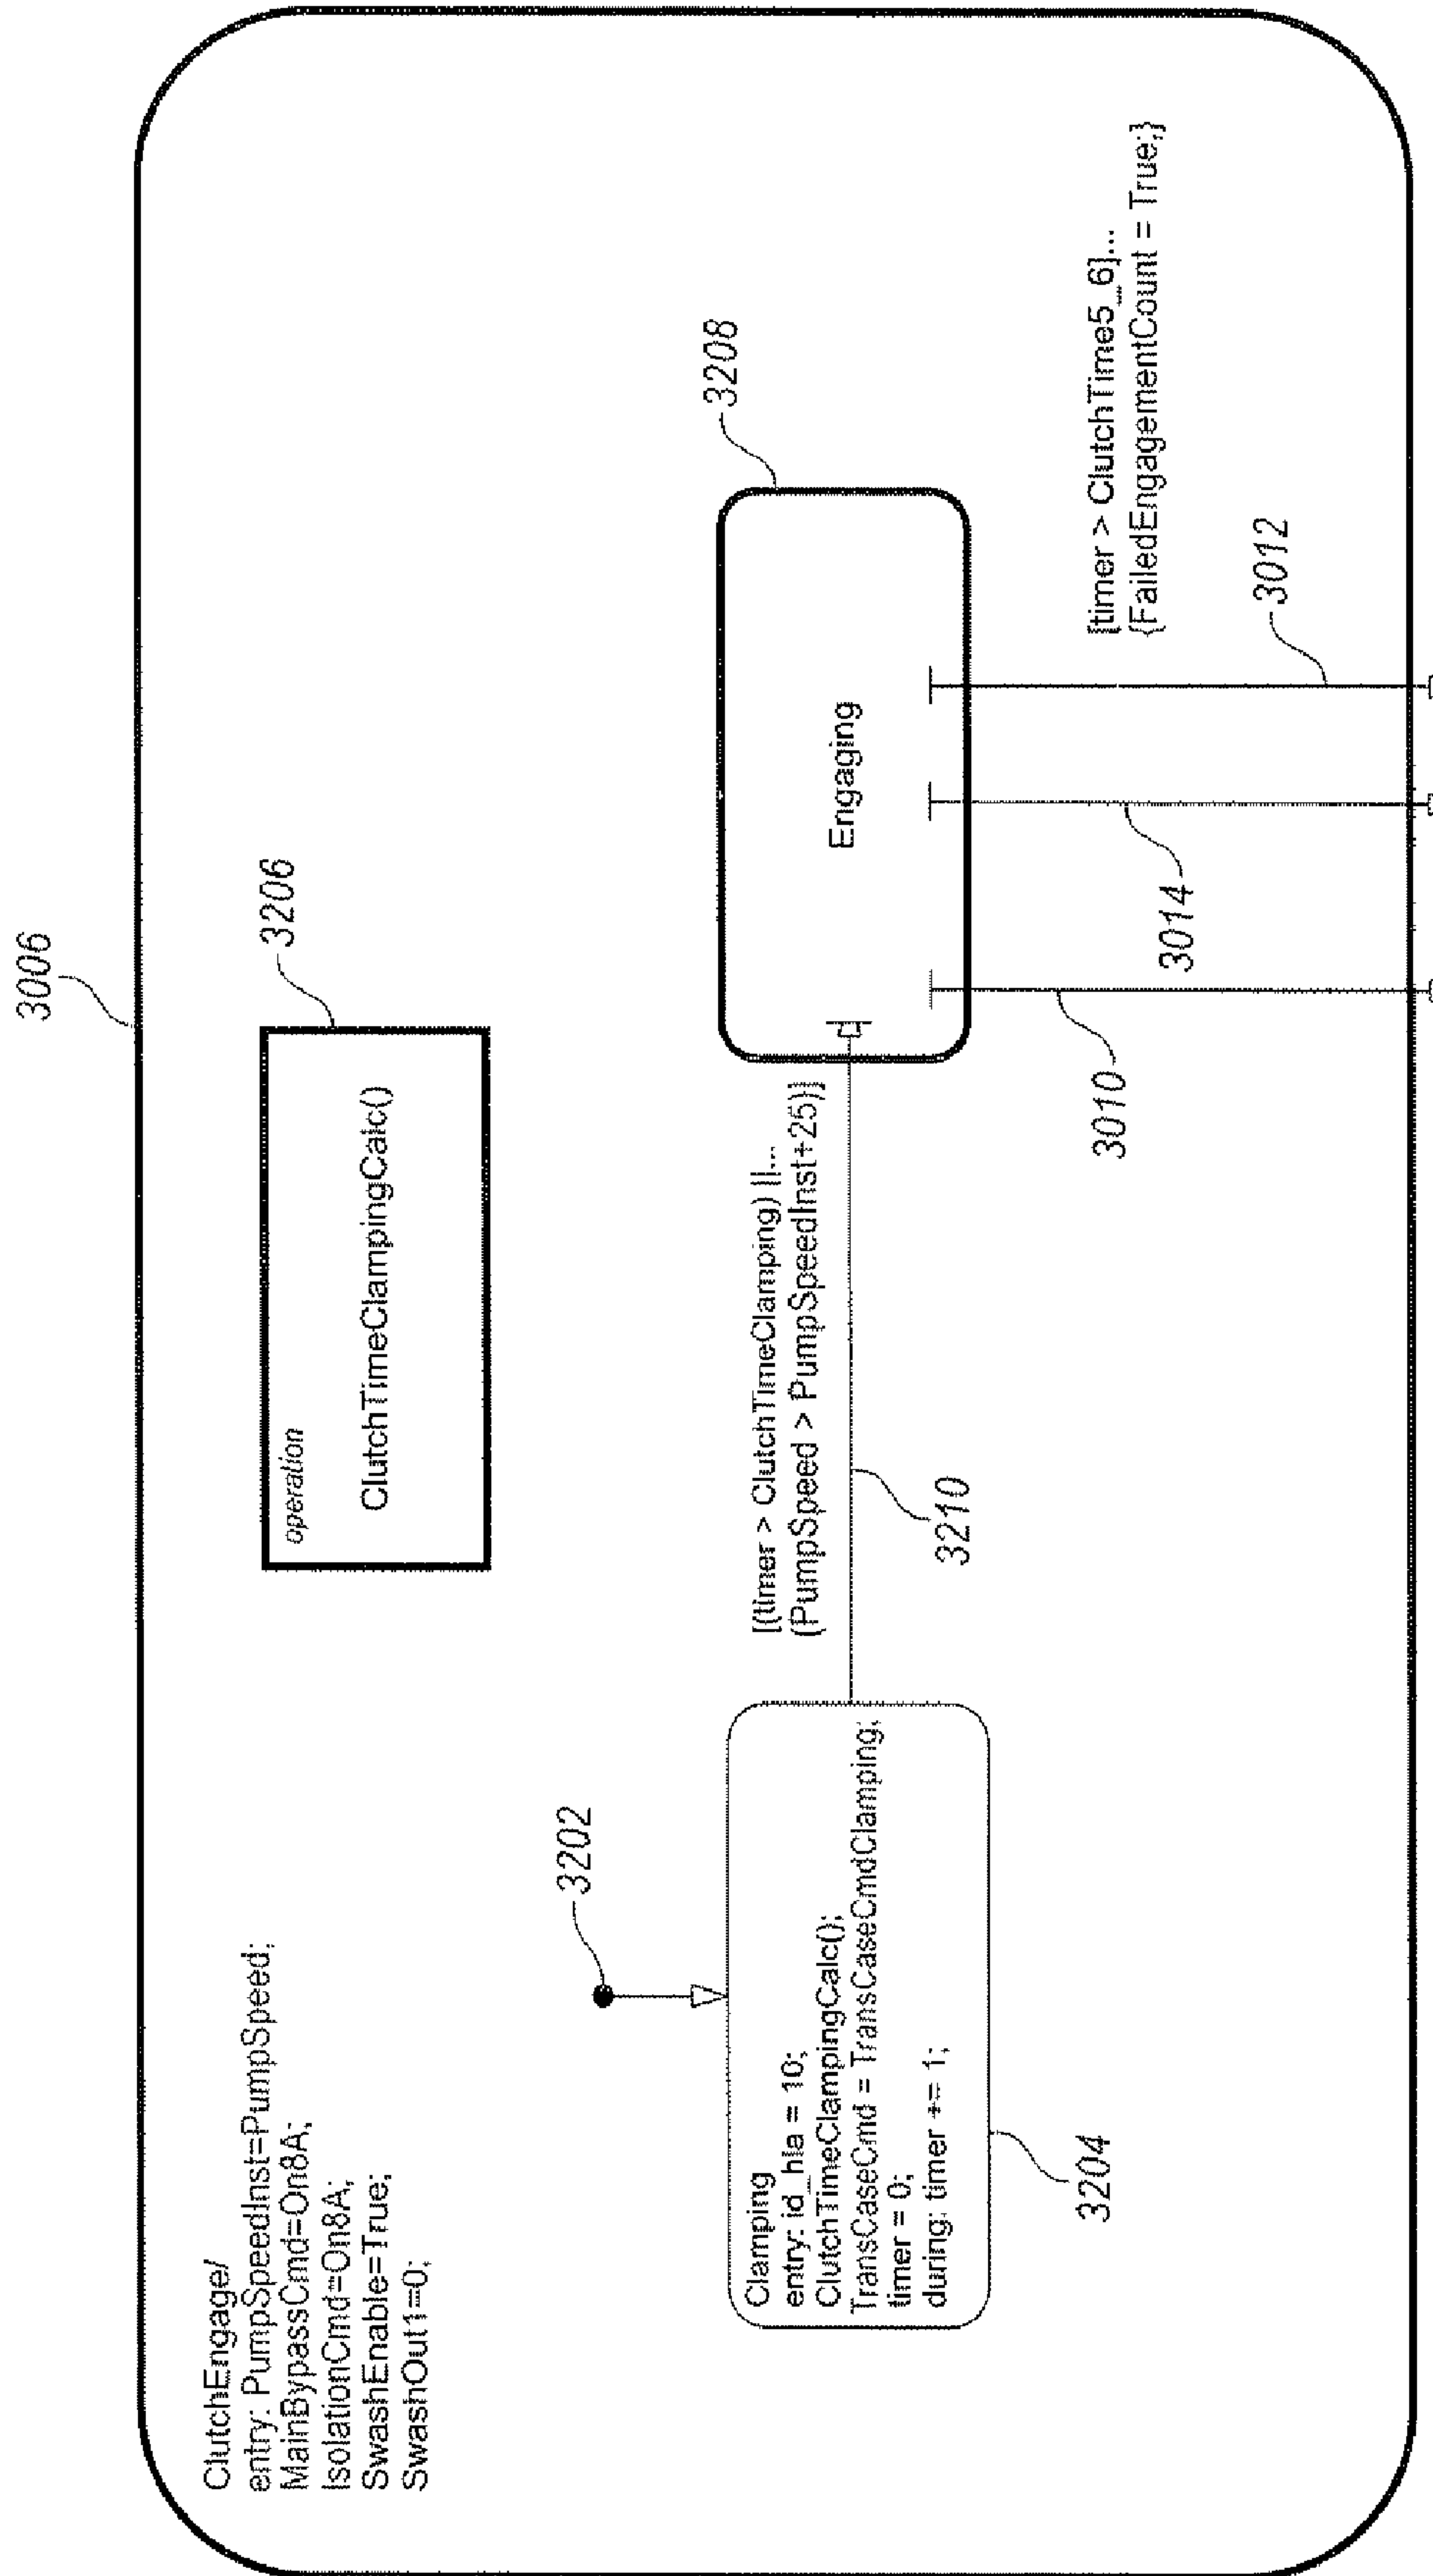 3006
ClutchEngage/
entry: PumpSpeedInst=PumpSpeed;
MainBypassCmd=On8A;
IsolationCmd=On8A;
SwashEnable=True;
SwashOut1=0;
operation
ClutchTimeClampingCalc()
3206
3202
Clamping
entry: id_hla = 10;
ClutchTimeClampingCalc();
TransCaseCmd = TransCaseCmdClamping;
timer = 0;
during: timer += 1;
3204
[(timer > ClutchTimeClamping) ||...
(PumpSpeed > PumpSpeedInst+25)]
3210
Engaging
3208
3010
3014
3012
[timer > ClutchTime5_6]...
{FailedEngagementCount = True;}